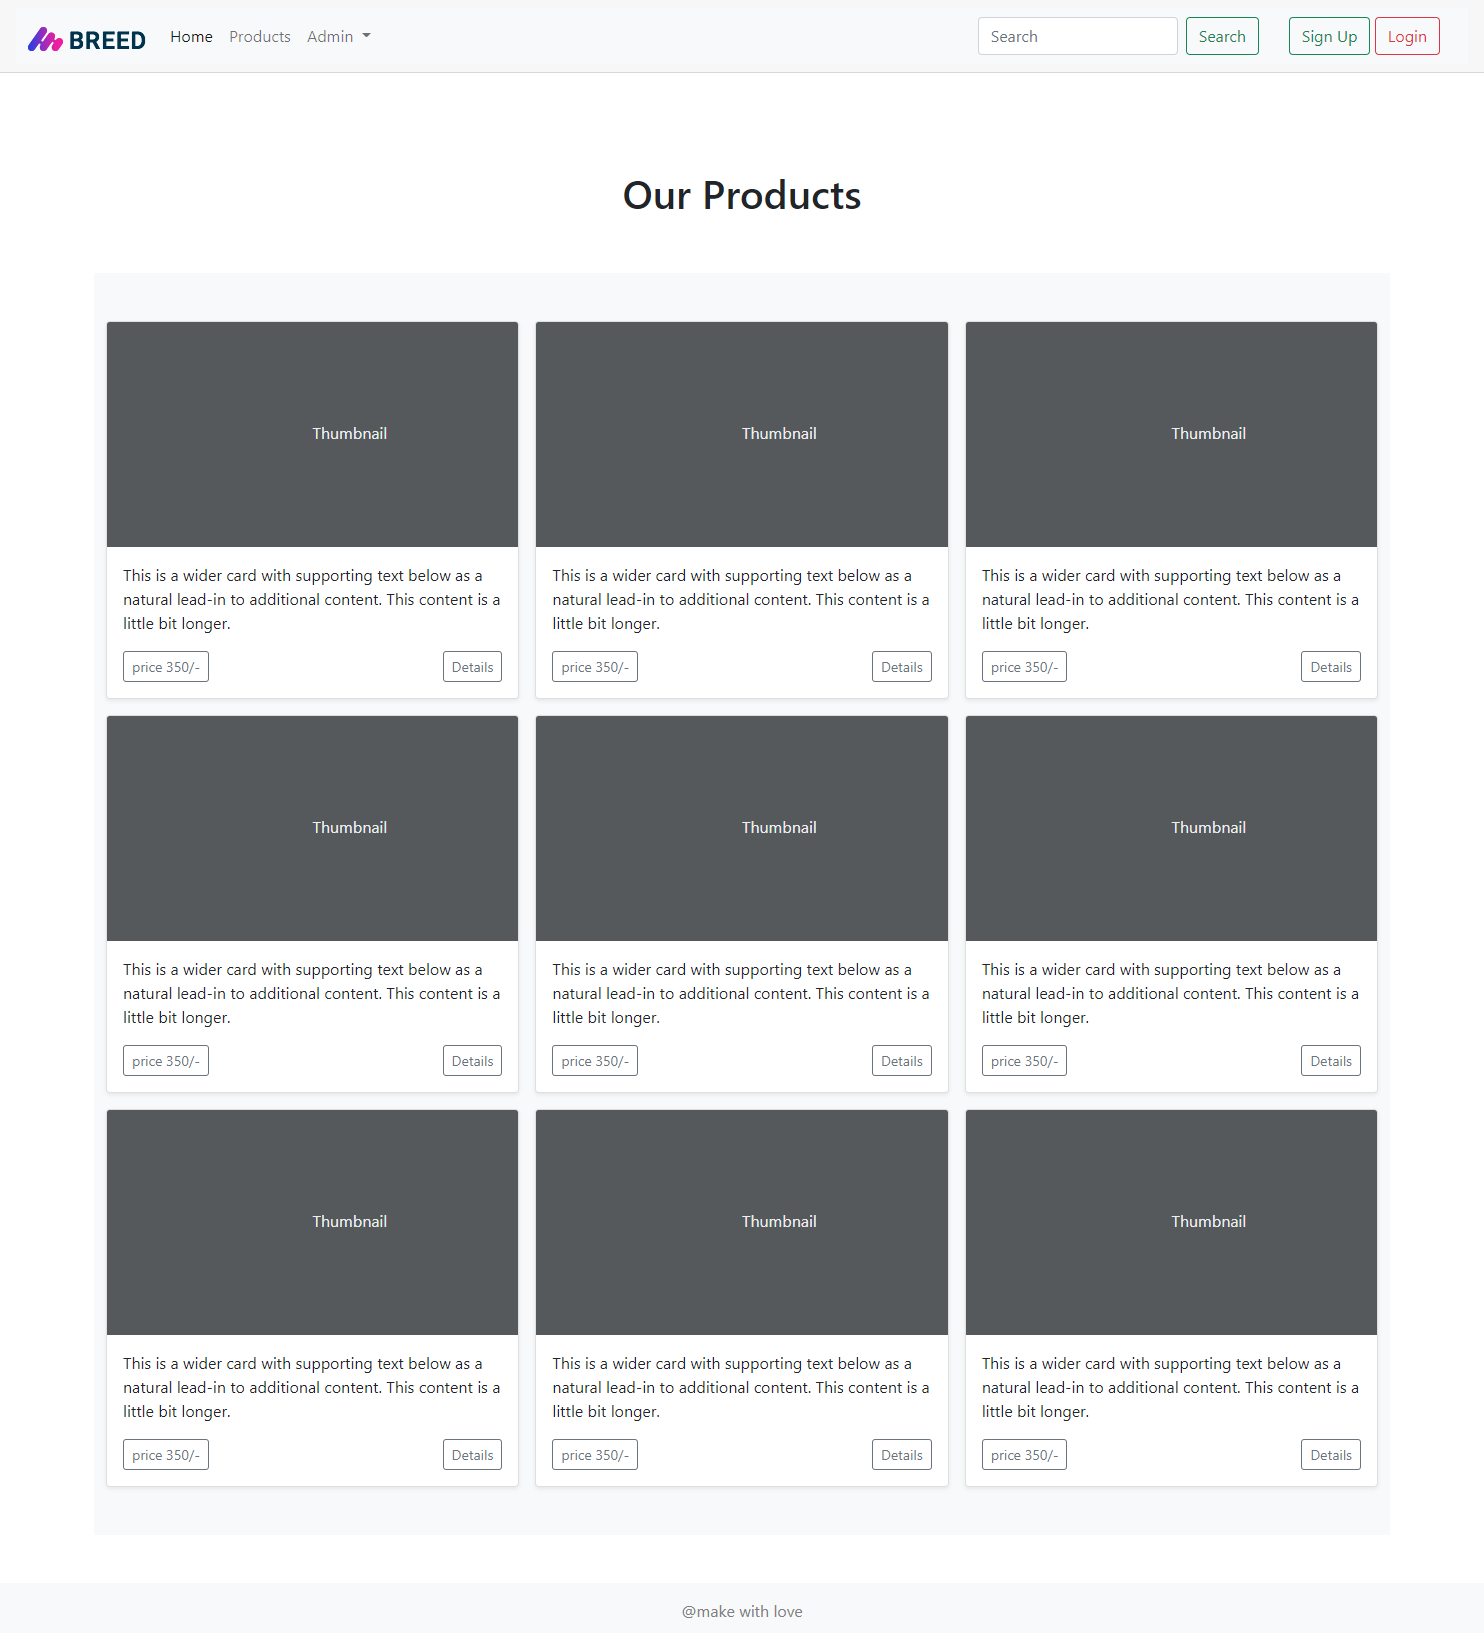 BREED Home Products Admin Search Search Sign Up Login
Our Products
Thumbnail Thumbnail Thumbnail
This is a wider card with supporting text below as a
natural lead-in to additional content. This content is a
little bit longer.
price 350/- Details
This is a wider card with supporting text below as a
natural lead-in to additional content. This content is a
little bit longer.
price 350/- Details
This is a wider card with supporting text below as a
natural lead-in to additional content. This content is a
little bit longer.
price 350/- Details
Thumbnail Thumbnail Thumbnail
This is a wider card with supporting text below as a
natural lead-in to additional content. This content is a
little bit longer.
price 350/- Details
This is a wider card with supporting text below as a
natural lead-in to additional content. This content is a
little bit longer.
price 350/- Details
This is a wider card with supporting text below as a
natural lead-in to additional content. This content is a
little bit longer.
price 350/- Details
Thumbnail Thumbnail Thumbnail
This is a wider card with supporting text below as a
natural lead-in to additional content. This content is a
little bit longer.
price 350/- Details
This is a wider card with supporting text below as a
natural lead-in to additional content. This content is a
little bit longer.
price 350/- Details
This is a wider card with supporting text below as a
natural lead-in to additional content. This content is a
little bit longer.
price 350/- Details
@make with love